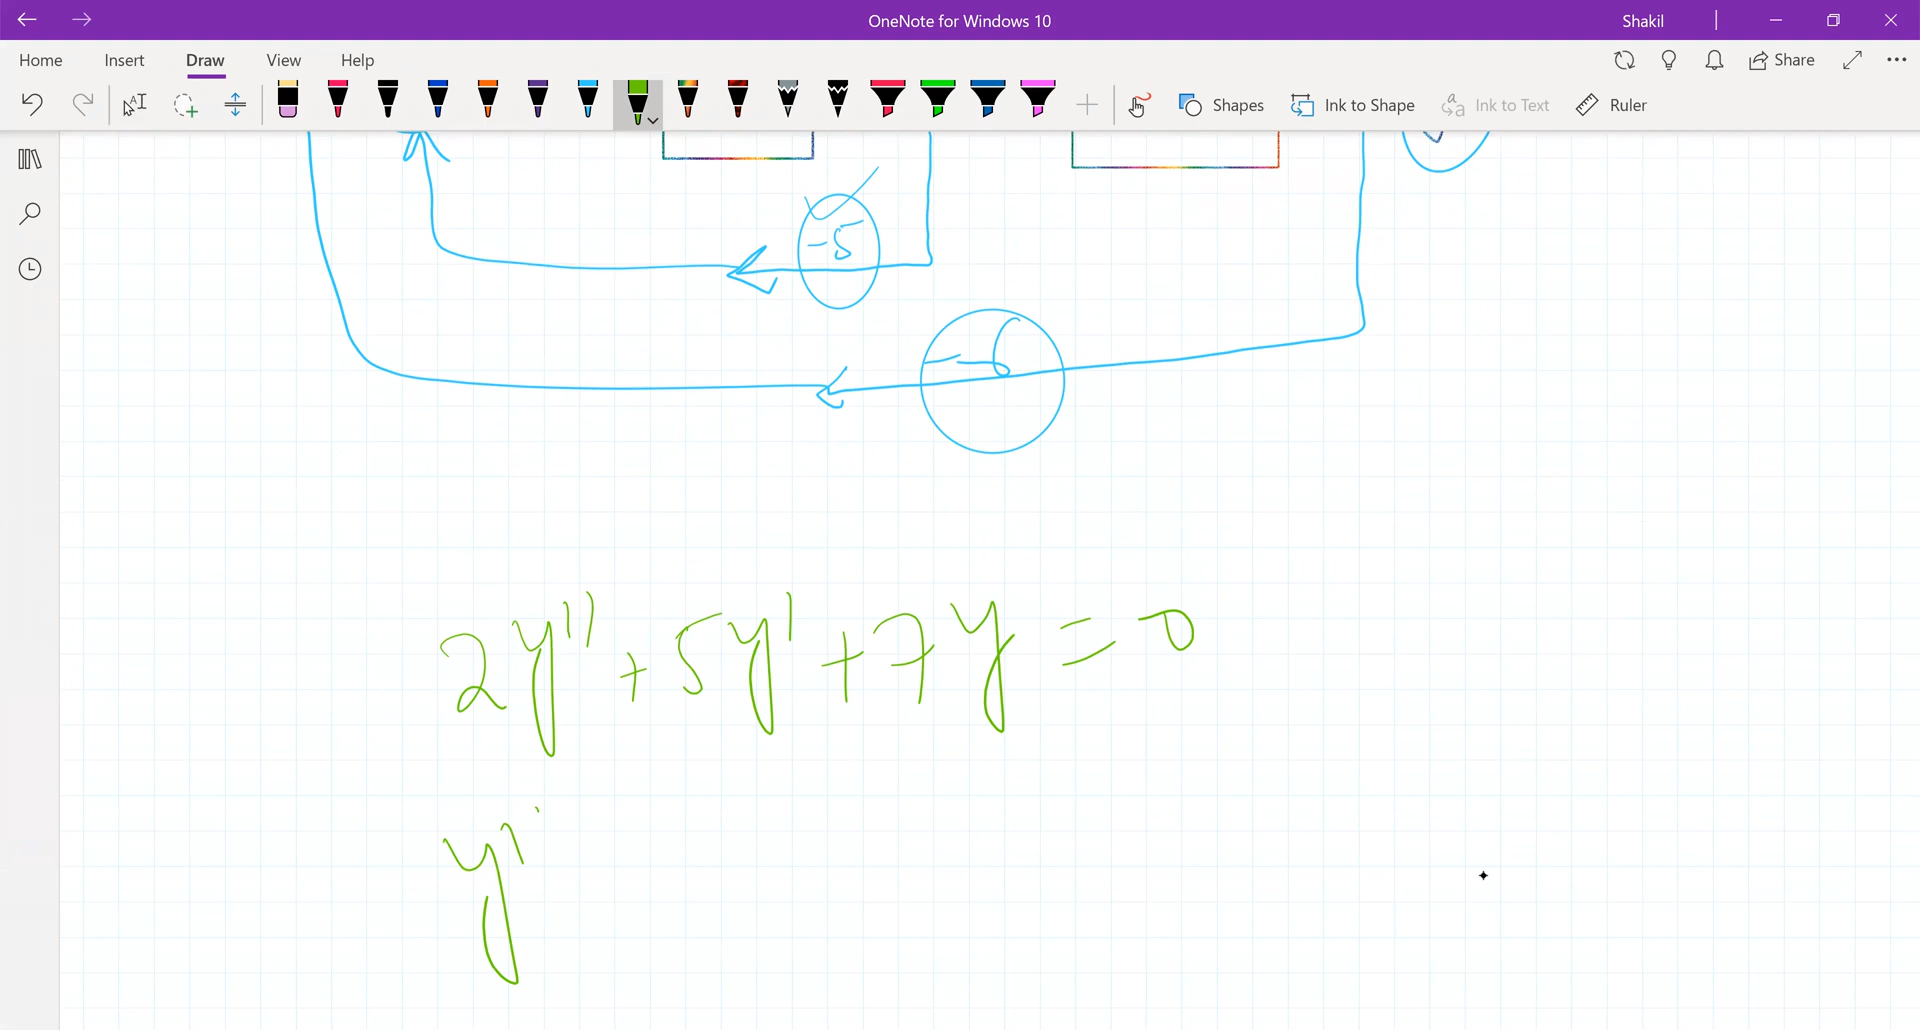 OneNote for Windows 10
Shakil
Home Insert Draw View Help
Share
Shapes Ink to Shape Ink to Text Ruler
-5
-6
2y'' + 5y' + 7y = 0
y''